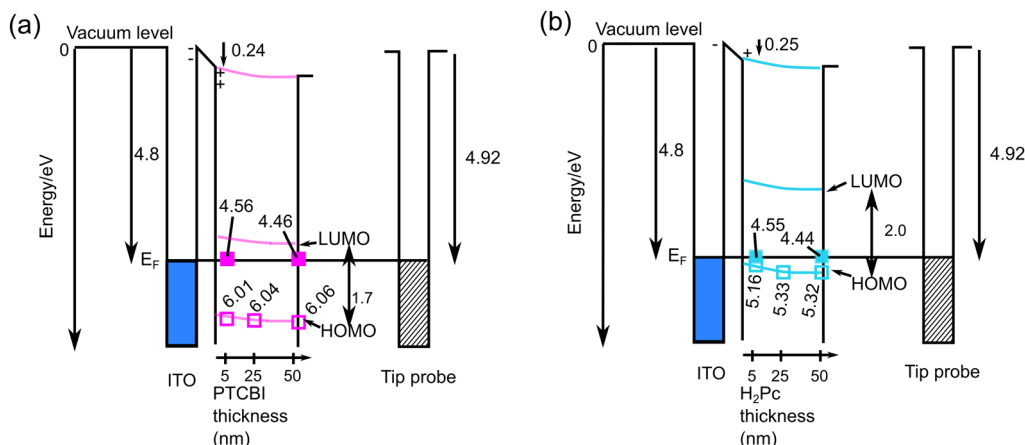 (a)
Vacuum level
0
- 
-
0.24
+
+
4.8
4.92
Energy/eV
4.56
4.46
LUMO
E_F
6.01
6.04
6.06
1.7
HOMO
5
25
50
ITO
PTCBI
thickness
(nm)
Tip probe
(b)
Vacuum level
0
-
+
0.25
4.8
4.92
Energy/eV
LUMO
4.55
4.44
2.0
E_F
5.16
5.33
5.32
HOMO
5
25
50
ITO
H₂Pc
thickness
(nm)
Tip probe